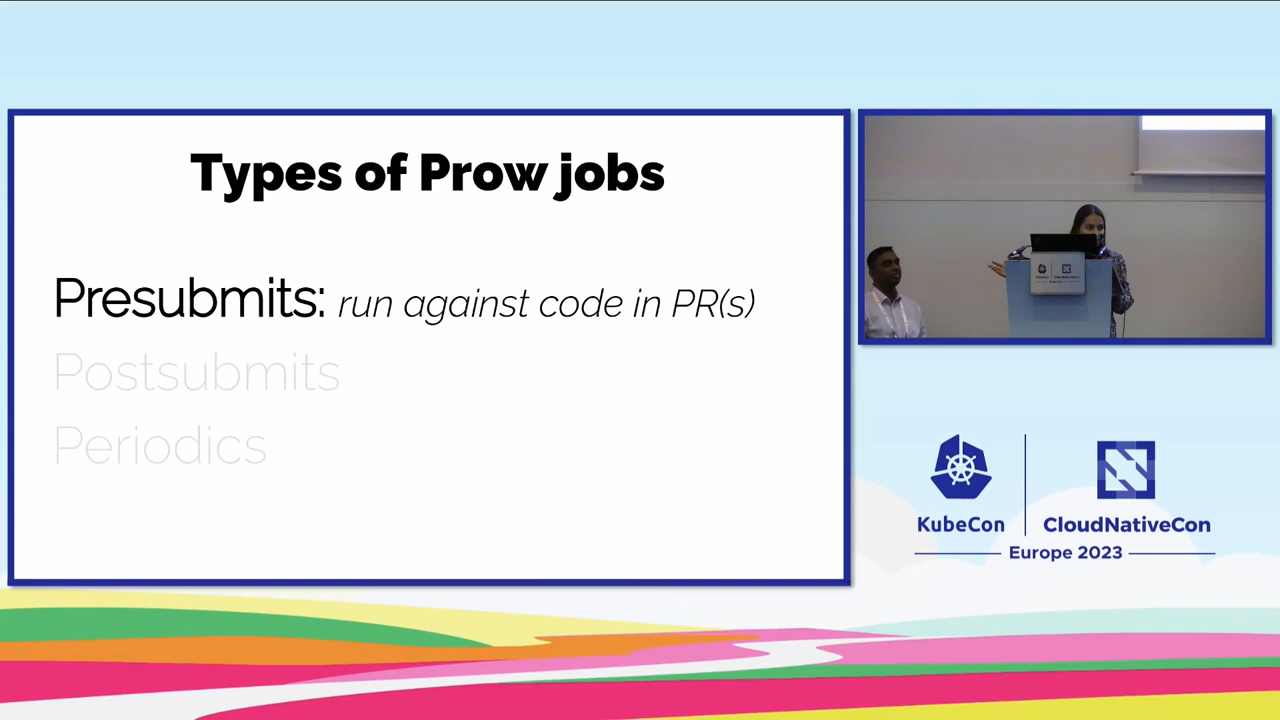 Types of Prow jobs
Presubmits: run against code in PR(s)
Postsubmits
Periodics
KubeCon
CloudNativeCon
Europe 2023